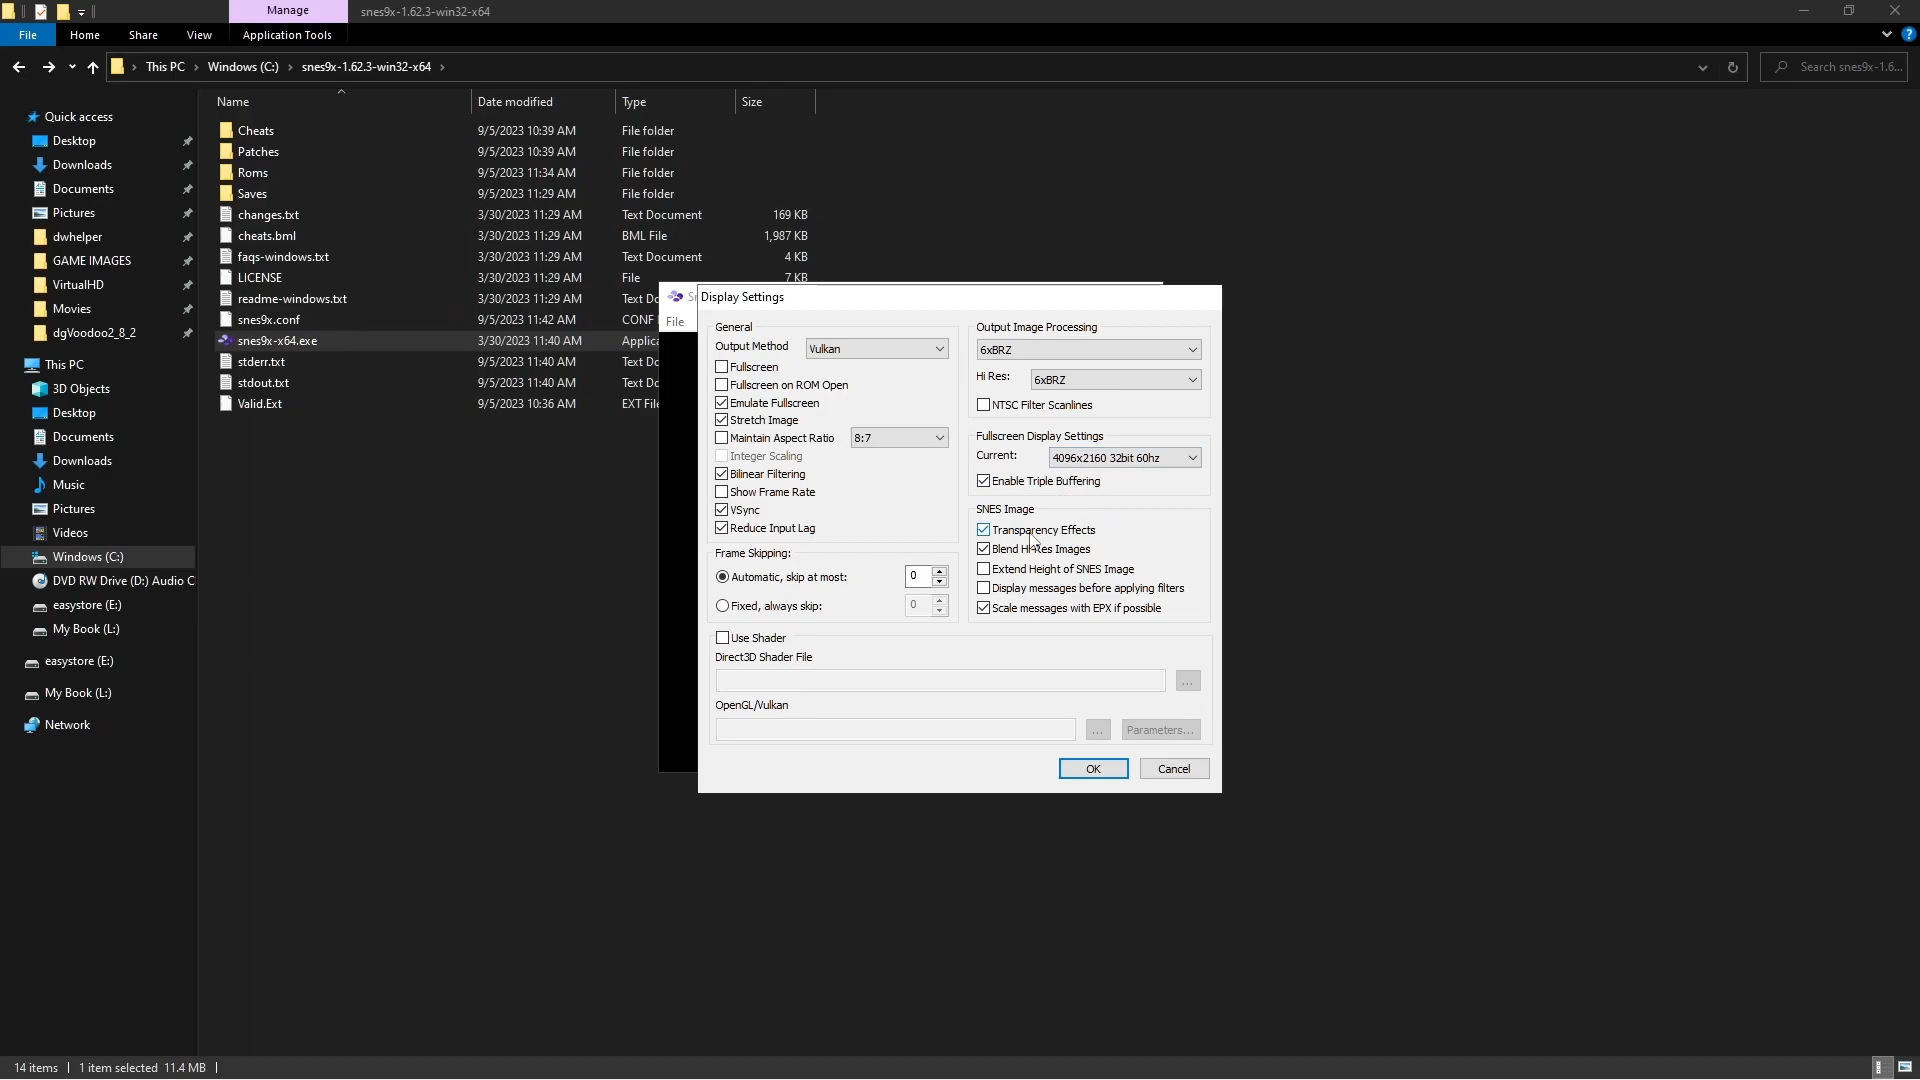 Manage
snes9x-1.62.3-win32-x64
File
Home
Share
View
Application Tools
This PC
Windows (C:)
snes9x-1.62.3-win32-x64
Search snes9x-1.6...
Name
Date modified
Type
Size
Quick access
Desktop
Downloads
Documents
Pictures
dwhelper
GAME IMAGES
VirtualHD
Movies
dgVoodoo2_8_2
This PC
3D Objects
Desktop
Documents
Downloads
Music
Pictures
Videos
Windows (C:)
DVD RW Drive (D:) Audio C
easystore (E:)
My Book (L:)
easystore (E:)
My Book (L:)
Network
Cheats 9/5/2023 10:39 AM File folder
Patches 9/5/2023 10:39 AM File folder
Roms 9/5/2023 11:34 AM File folder
Saves 9/5/2023 11:29 AM File folder
changes.txt 3/30/2023 11:29 AM Text Document 169 KB
cheats.bml 3/30/2023 11:29 AM BML File 1,987 KB
faqs-windows.txt 3/30/2023 11:29 AM Text Document 4 KB
LICENSE 3/30/2023 11:29 AM File 7 KB
readme-windows.txt 3/30/2023 11:29 AM Text Do
snes9x.conf 9/5/2023 11:42 AM CONF
snes9x-x64.exe 3/30/2023 11:40 AM Applica
stderr.txt 9/5/2023 11:40 AM Text Do
stdout.txt 9/5/2023 11:40 AM Text Do
Valid.Ext 9/5/2023 10:36 AM EXT File
File
Display Settings
General
Output Method Vulkan
Fullscreen
Fullscreen on ROM Open
Emulate Fullscreen
Stretch Image
Maintain Aspect Ratio 8:7
Integer Scaling
Bilinear Filtering
Show Frame Rate
VSync
Reduce Input Lag
Frame Skipping:
Automatic, skip at most: 0
Fixed, always skip: 0
Output Image Processing
6xBRZ
Hi Res: 6xBRZ
NTSC Filter Scanlines
Fullscreen Display Settings
Current: 4096x2160 32bit 60hz
Enable Triple Buffering
SNES Image
Transparency Effects
Blend Hi-Res Images
Extend Height of SNES Image
Display messages before applying filters
Scale messages with EPX if possible
Use Shader
Direct3D Shader File
...
OpenGL/Vulkan
... Parameters...
OK Cancel
14 items 1 item selected 11.4 MB